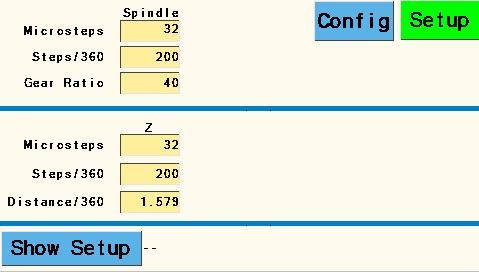 Spindle
Config Setup
Microsteps 32
Steps/360 200
Gear Ratio 40
Z
Microsteps 32
Steps/360 200
Distance/360 1.579
Show Setup --